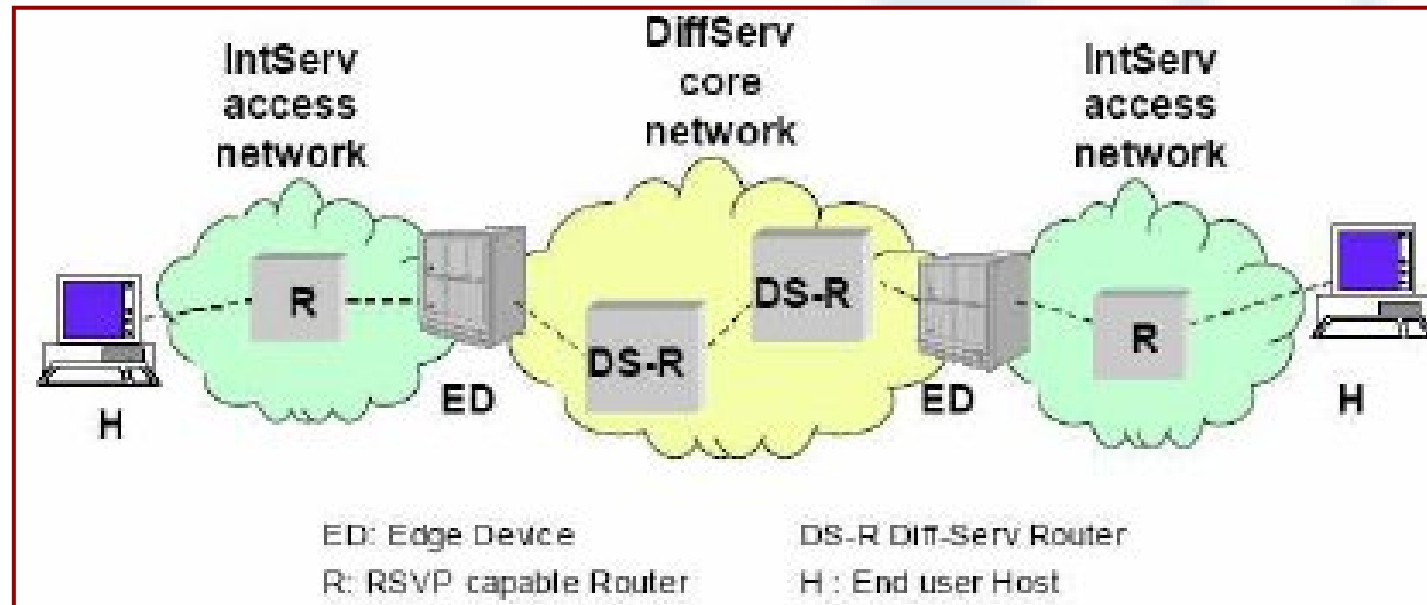 IntServ
access
network
DiffServ
core
network
IntServ
access
network
R
DS-R
DS-R
R
H
ED
ED
H
ED: Edge Device
DS-R Diff-Serv Router
R: RSVP capable Router
H : End user Host